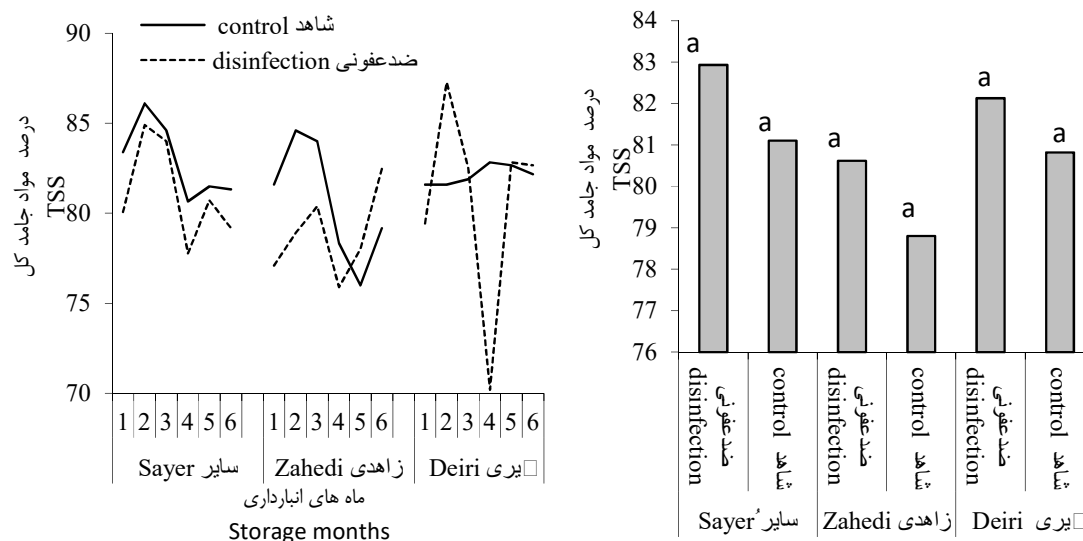 control شاهد
disinfection ضدعفونی
درصد مواد جامد کل
TSS
90
85
80
75
70
1 2 3 4 5 6 1 2 3 4 5 6 1 2 3 4 5 6
Sayer سایر Zahedi زاهدی Deiri □یری
ماه های انبارداری
Storage months
درصد مواد جامد کل
TSS
83
84
82
81
80
79
78
77
76
a a a a a a
disinfection ضدعفونی
control شاهد
disinfection ضدعفونی
control شاهد
disinfection ضدعفونی
control شاهد
Sayer سایرُ Zahedi زاهدی Deiri □یری